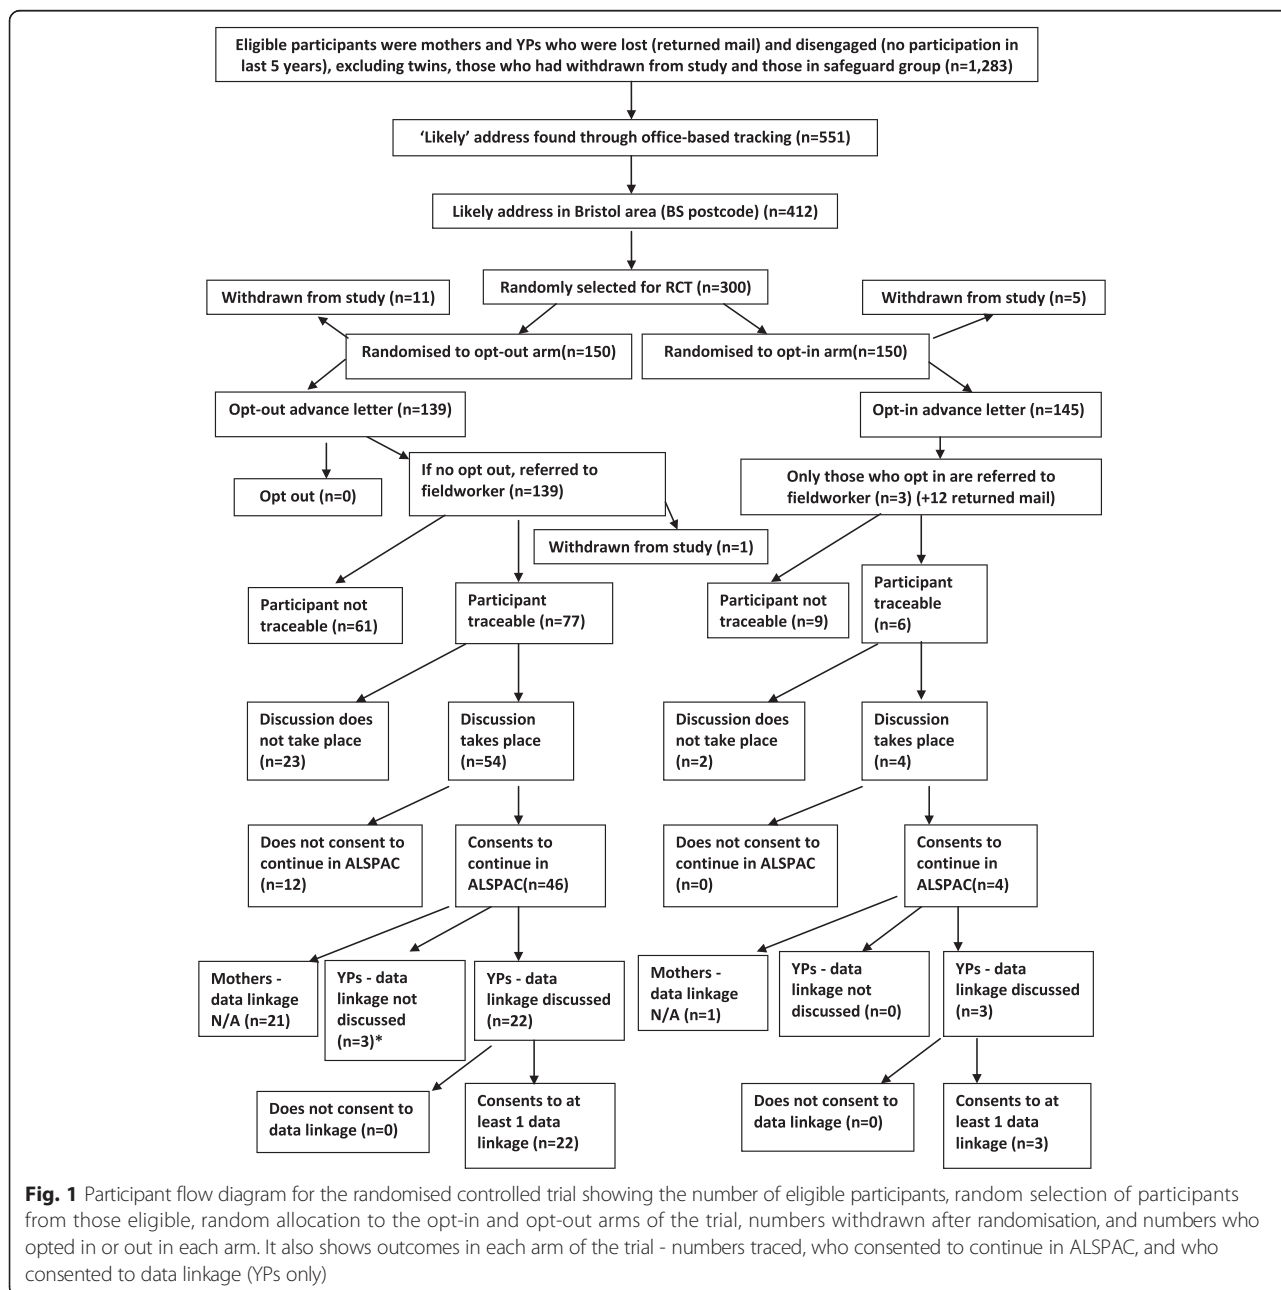 Eligible participants were mothers and YPs who were lost (returned mail) and disengaged (no participation in
last 5 years), excluding twins, those who had withdrawn from study and those in safeguard group (n=1,283)
‘Likely’ address found through office-based tracking (n=551)
Likely address in Bristol area (BS postcode) (n=412)
Randomly selected for RCT (n=300)
Withdrawn from study (n=11)
Withdrawn from study (n=5)
Randomised to opt-out arm(n=150)
Randomised to opt-in arm(n=150)
Opt-out advance letter (n=139)
Opt-in advance letter (n=145)
If no opt out, referred to
fieldworker (n=139)
Only those who opt in are referred to
fieldworker (n=3) (+12 returned mail)
Opt out (n=0)
Withdrawn from study (n=1)
Participant not
traceable (n=61)
Participant
traceable (n=77)
Participant not
traceable (n=9)
Participant
traceable
(n=6)
Discussion does
not take place
(n=23)
Discussion
takes place
(n=54)
Discussion does
not take place
(n=2)
Discussion
takes place
(n=4)
Does not consent to
continue in ALSPAC
(n=12)
Consents to
continue in
ALSPAC(n=46)
Does not consent to
continue in ALSPAC
(n=0)
Consents to
continue in
ALSPAC(n=4)
Mothers -
data linkage
N/A (n=21)
YPs - data
linkage not
discussed
(n=3)*
YPs - data
linkage discussed
(n=22)
Mothers -
data linkage
N/A (n=1)
YPs - data
linkage not
discussed (n=0)
YPs - data
linkage discussed
(n=3)
Does not consent to
data linkage (n=0)
Consents to at
least 1 data
linkage (n=22)
Does not consent to
data linkage (n=0)
Consents to at
least 1 data
linkage (n=3)
Fig. 1 Participant flow diagram for the randomised controlled trial showing the number of eligible participants, random selection of participants
from those eligible, random allocation to the opt-in and opt-out arms of the trial, numbers withdrawn after randomisation, and numbers who
opted in or out in each arm. It also shows outcomes in each arm of the trial - numbers traced, who consented to continue in ALSPAC, and who
consented to data linkage (YPs only)